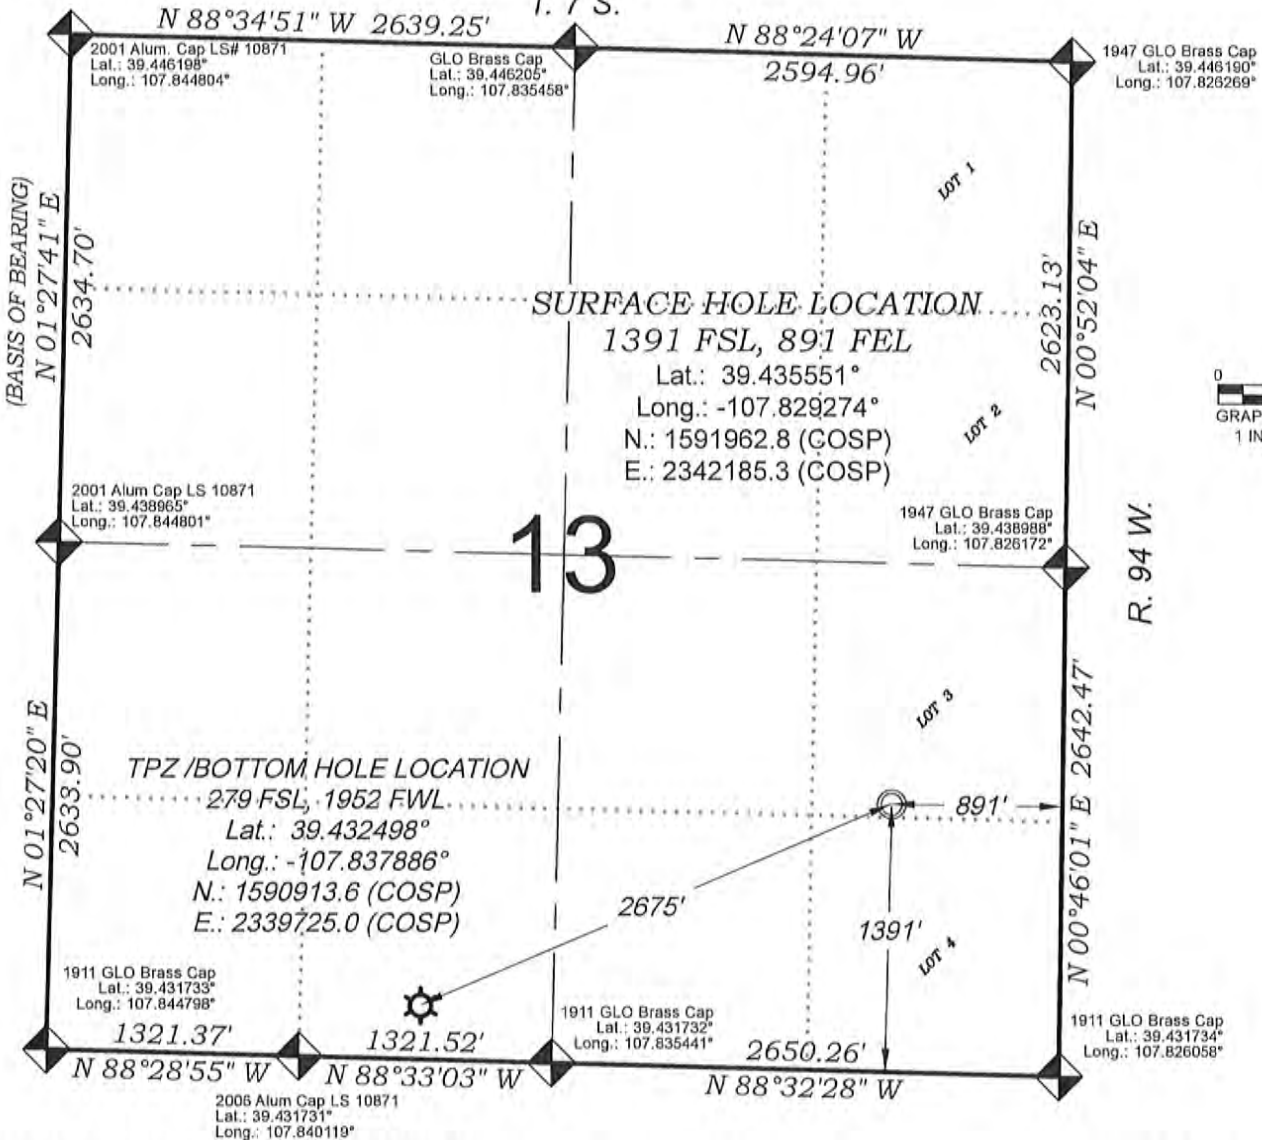 T. 7 S.
N 88°34'51" W 2639.25'
N 88°24'07" W
2594.96'
2001 Alum. Cap LS# 10871
Lat.: 39.446198°
Long.: 107.844804°
GLO Brass Cap
Lat.: 39.446205°
Long.: 107.835458°
1947 GLO Brass Cap
Lat.: 39.446190°
Long.: 107.826269°
LOT 1
(BASIS OF BEARING)
N 01°27'41" E
2634.70'
SURFACE HOLE LOCATION
1391 FSL, 891 FEL
Lat.: 39.435551°
Long.: -107.829274°
N.: 1591962.8 (COSP)
E.: 2342185.3 (COSP)
2623.13'
N 00°52'04" E
LOT 2
0
GRAP
1 IN
2001 Alum Cap LS 10871
Lat.: 39.438965°
Long.: 107.844801°
13
1947 GLO Brass Cap
Lat.: 39.438988°
Long.: 107.826172°
R. 94 W.
LOT 3
N 01°27'20" E
2633.90'
TPZ /BOTTOM HOLE LOCATION
279 FSL, 1952 FWL
Lat.: 39.432498°
Long.: -107.837886°
N.: 1590913.6 (COSP)
E.: 2339725.0 (COSP)
891'
2675'
1391'
LOT 4
N 00°46'01" E 2642.47'
1911 GLO Brass Cap
Lat.: 39.431733°
Long.: 107.844798°
1321.37'
N 88°28'55" W
1321.52'
N 88°33'03" W
1911 GLO Brass Cap
Lat.: 39.431732°
Long.: 107.835441°
2650.26'
N 88°32'28" W
1911 GLO Brass Cap
Lat.: 39.431734°
Long.: 107.826058°
2006 Alum Cap LS 10871
Lat.: 39.431731°
Long.: 107.840119°